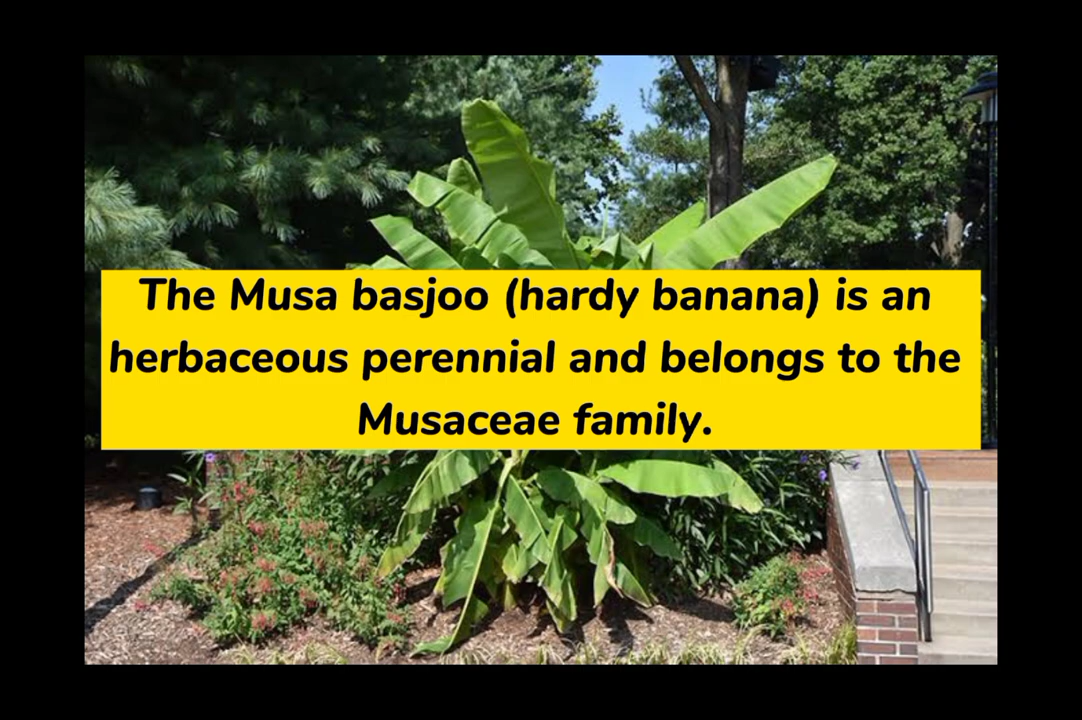 The Musa basjoo (hardy banana) is an
herbaceous perennial and belongs to the
Musaceae family.